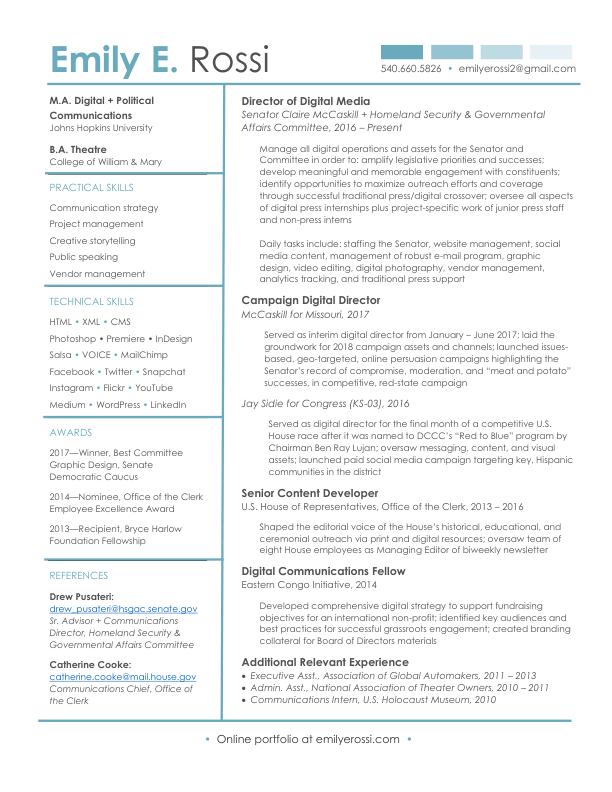 Emily E. Rossi
540.660.5826 • emilyerossi2@gmail.com
M.A. Digital + Political
Communications
Johns Hopkins University
B.A. Theatre
College of William & Mary
PRACTICAL SKILLS
Communication strategy
Project management
Creative storytelling
Public speaking
Vendor management
TECHNICAL SKILLS
HTML • XML • CMS
Photoshop • Premiere • InDesign
Salsa • VOICE • MailChimp
Facebook • Twitter • Snapchat
Instagram • Flickr • YouTube
Medium • WordPress • LinkedIn
AWARDS
2017—Winner, Best Committee
Graphic Design, Senate
Democratic Caucus
2014—Nominee, Office of the Clerk
Employee Excellence Award
2013—Recipient, Bryce Harlow
Foundation Fellowship
REFERENCES
Drew Pusateri:
drew_pusateri@hsgac.senate.gov
Sr. Advisor + Communications
Director, Homeland Security &
Governmental Affairs Committee
Catherine Cooke:
catherine.cooke@mail.house.gov
Communications Chief, Office of
the Clerk
Director of Digital Media
Senator Claire McCaskill + Homeland Security & Governmental
Affairs Committee, 2016 – Present
Manage all digital operations and assets for the Senator and
Committee in order to: amplify legislative priorities and successes;
develop meaningful and memorable engagement with constituents;
identify opportunities to maximize outreach efforts and coverage
through successful traditional press/digital crossover; oversee all aspects
of digital press internships plus project-specific work of junior press staff
and non-press interns
Daily tasks include: staffing the Senator, website management, social
media content, management of robust e-mail program, graphic
design, video editing, digital photography, vendor management,
analytics tracking, and traditional press support
Campaign Digital Director
McCaskill for Missouri, 2017
Served as interim digital director from January – June 2017; laid the
groundwork for 2018 campaign assets and channels; launched issues-
based, geo-targeted, online persuasion campaigns highlighting the
Senator's record of compromise, moderation, and “meat and potato”
successes, in competitive, red-state campaign
Jay Sidie for Congress (KS-03), 2016
Served as digital director for the final month of a competitive U.S.
House race after it was named to DCCC's “Red to Blue” program by
Chairman Ben Ray Lujan; oversaw messaging, content, and visual
assets; launched paid social media campaign targeting key, Hispanic
communities in the district
Senior Content Developer
U.S. House of Representatives, Office of the Clerk, 2013 – 2016
Shaped the editorial voice of the House's historical, educational, and
ceremonial outreach via print and digital resources; oversaw team of
eight House employees as Managing Editor of biweekly newsletter
Digital Communications Fellow
Eastern Congo Initiative, 2014
Developed comprehensive digital strategy to support fundraising
objectives for an international non-profit; identified key audiences and
best practices for successful grassroots engagement; created branding
collateral for Board of Directors materials
Additional Relevant Experience
• Executive Asst., Association of Global Automakers, 2011 – 2013
• Admin. Asst., National Association of Theater Owners, 2010 – 2011
• Communications Intern, U.S. Holocaust Museum, 2010
• Online portfolio at emilyerossi.com •